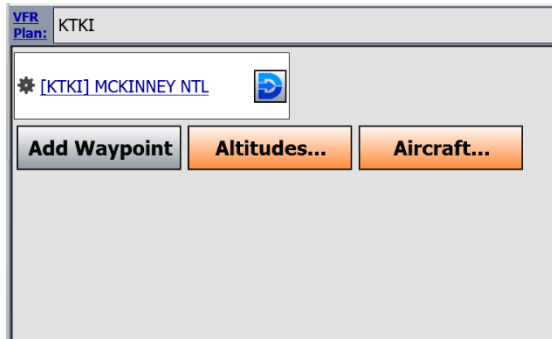 VFR
Plan: KTKI
[KTKI] MCKINNEY NTL
Add Waypoint Altitudes... Aircraft...